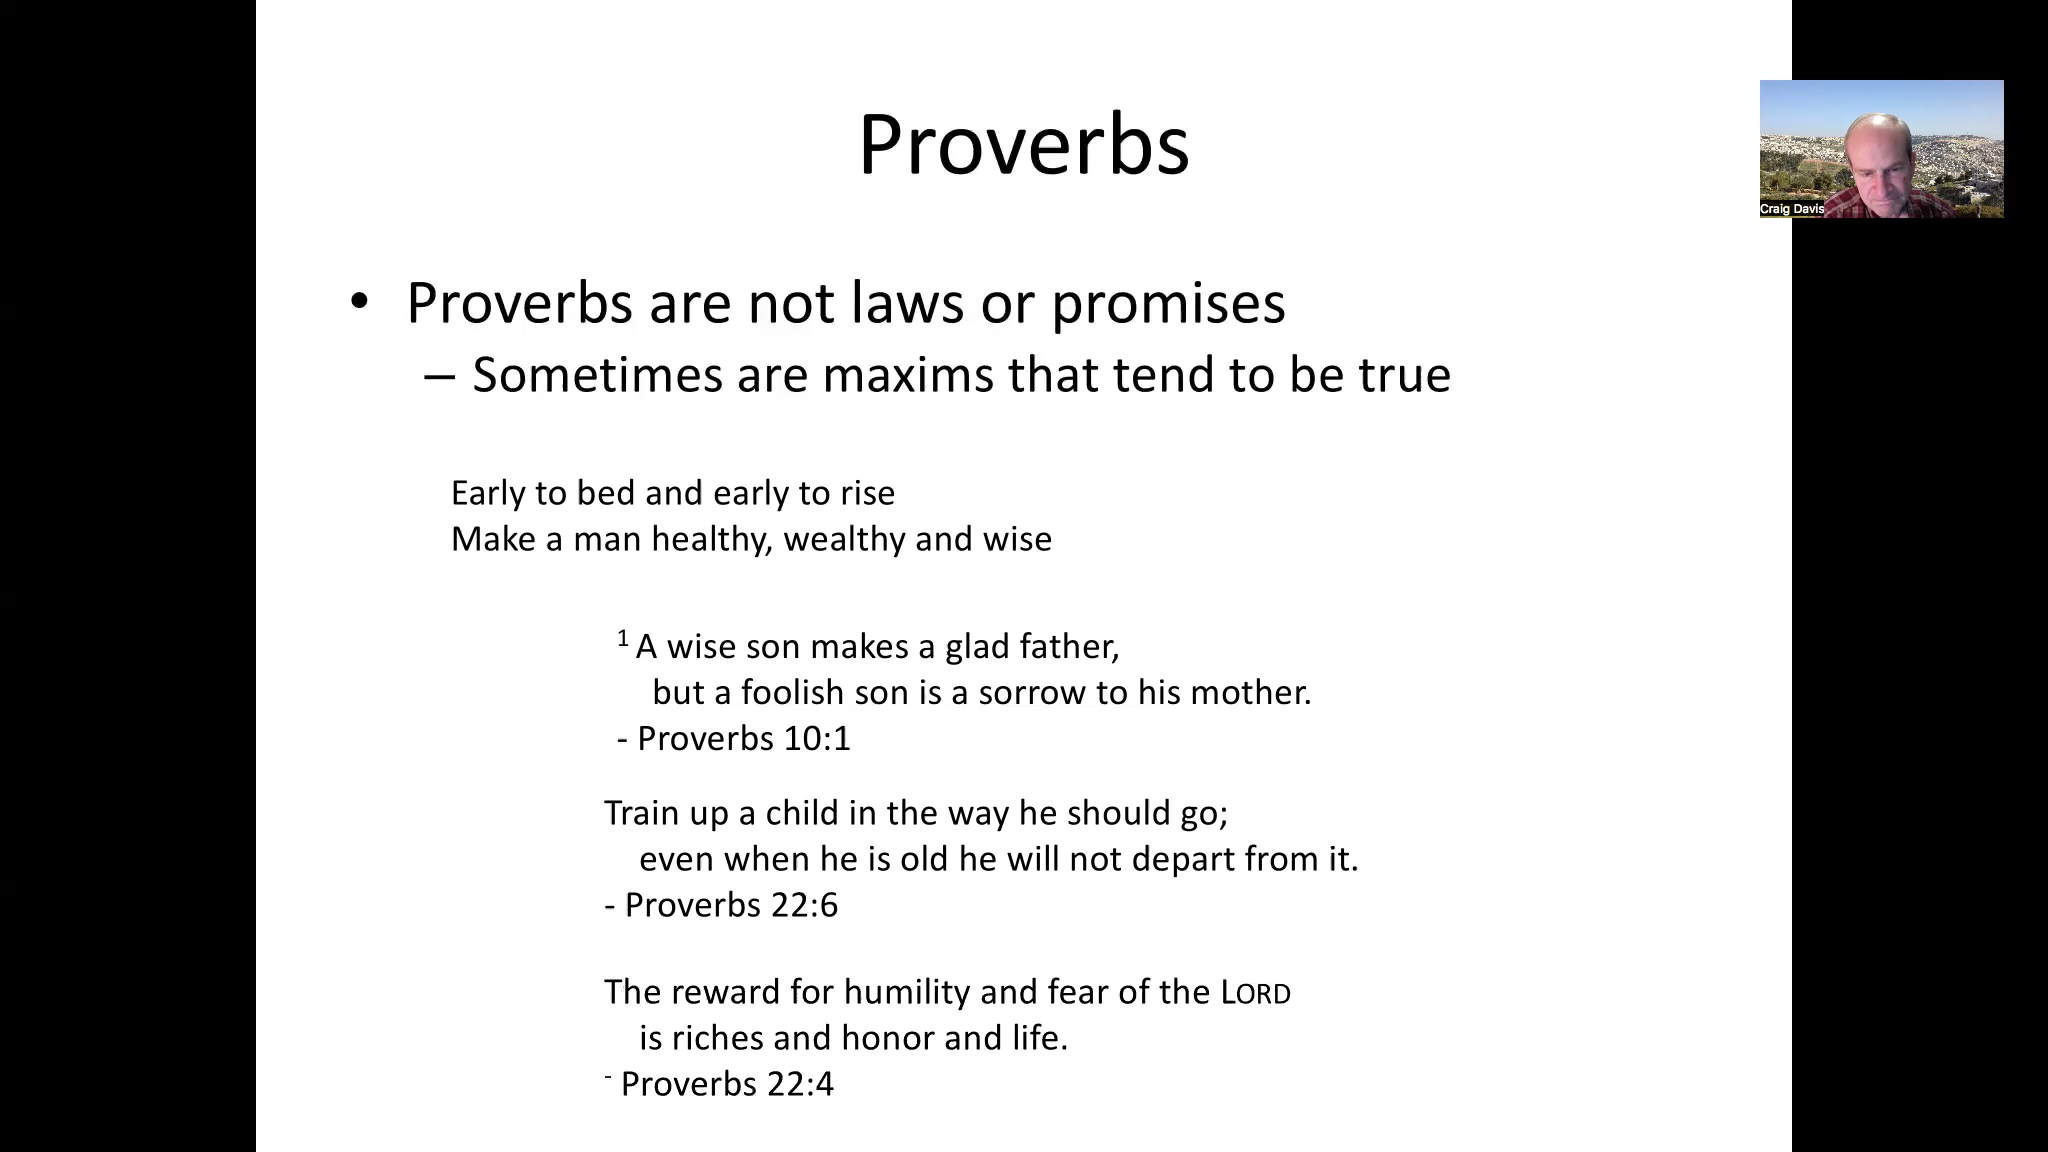 Proverbs
Craig Davis
• Proverbs are not laws or promises
– Sometimes are maxims that tend to be true
Early to bed and early to rise
Make a man healthy, wealthy and wise
1 A wise son makes a glad father,
but a foolish son is a sorrow to his mother.
- Proverbs 10:1
Train up a child in the way he should go;
even when he is old he will not depart from it.
- Proverbs 22:6
The reward for humility and fear of the LORD
is riches and honor and life.
- Proverbs 22:4